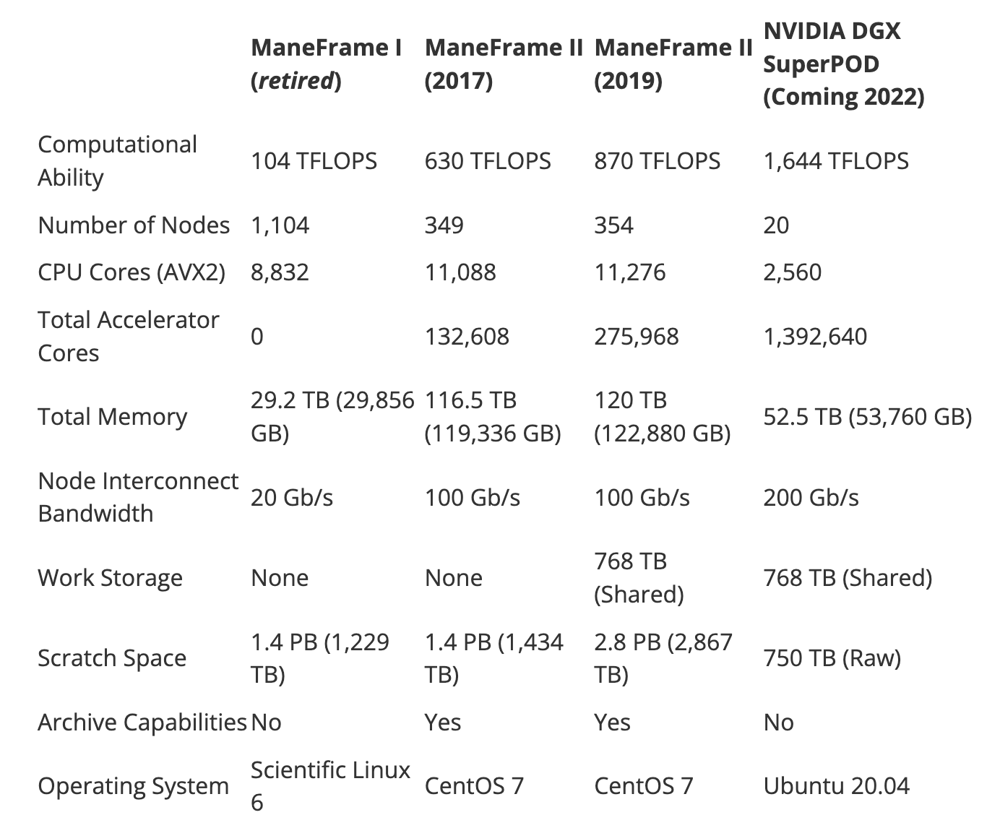 ManeFrame I (retired) ManeFrame II (2017) ManeFrame II (2019) NVIDIA DGX SuperPOD (Coming 2022)
Computational Ability 104 TFLOPS 630 TFLOPS 870 TFLOPS 1,644 TFLOPS
Number of Nodes 1,104 349 354 20
CPU Cores (AVX2) 8,832 11,088 11,276 2,560
Total Accelerator Cores 0 132,608 275,968 1,392,640
Total Memory 29.2 TB (29,856 GB) 116.5 TB (119,336 GB) 120 TB (122,880 GB) 52.5 TB (53,760 GB)
Node Interconnect Bandwidth 20 Gb/s 100 Gb/s 100 Gb/s 200 Gb/s
Work Storage None None 768 TB (Shared) 768 TB (Shared)
Scratch Space 1.4 PB (1,229 TB) 1.4 PB (1,434 TB) 2.8 PB (2,867 TB) 750 TB (Raw)
Archive Capabilities No Yes Yes No
Operating System Scientific Linux 6 CentOS 7 CentOS 7 Ubuntu 20.04